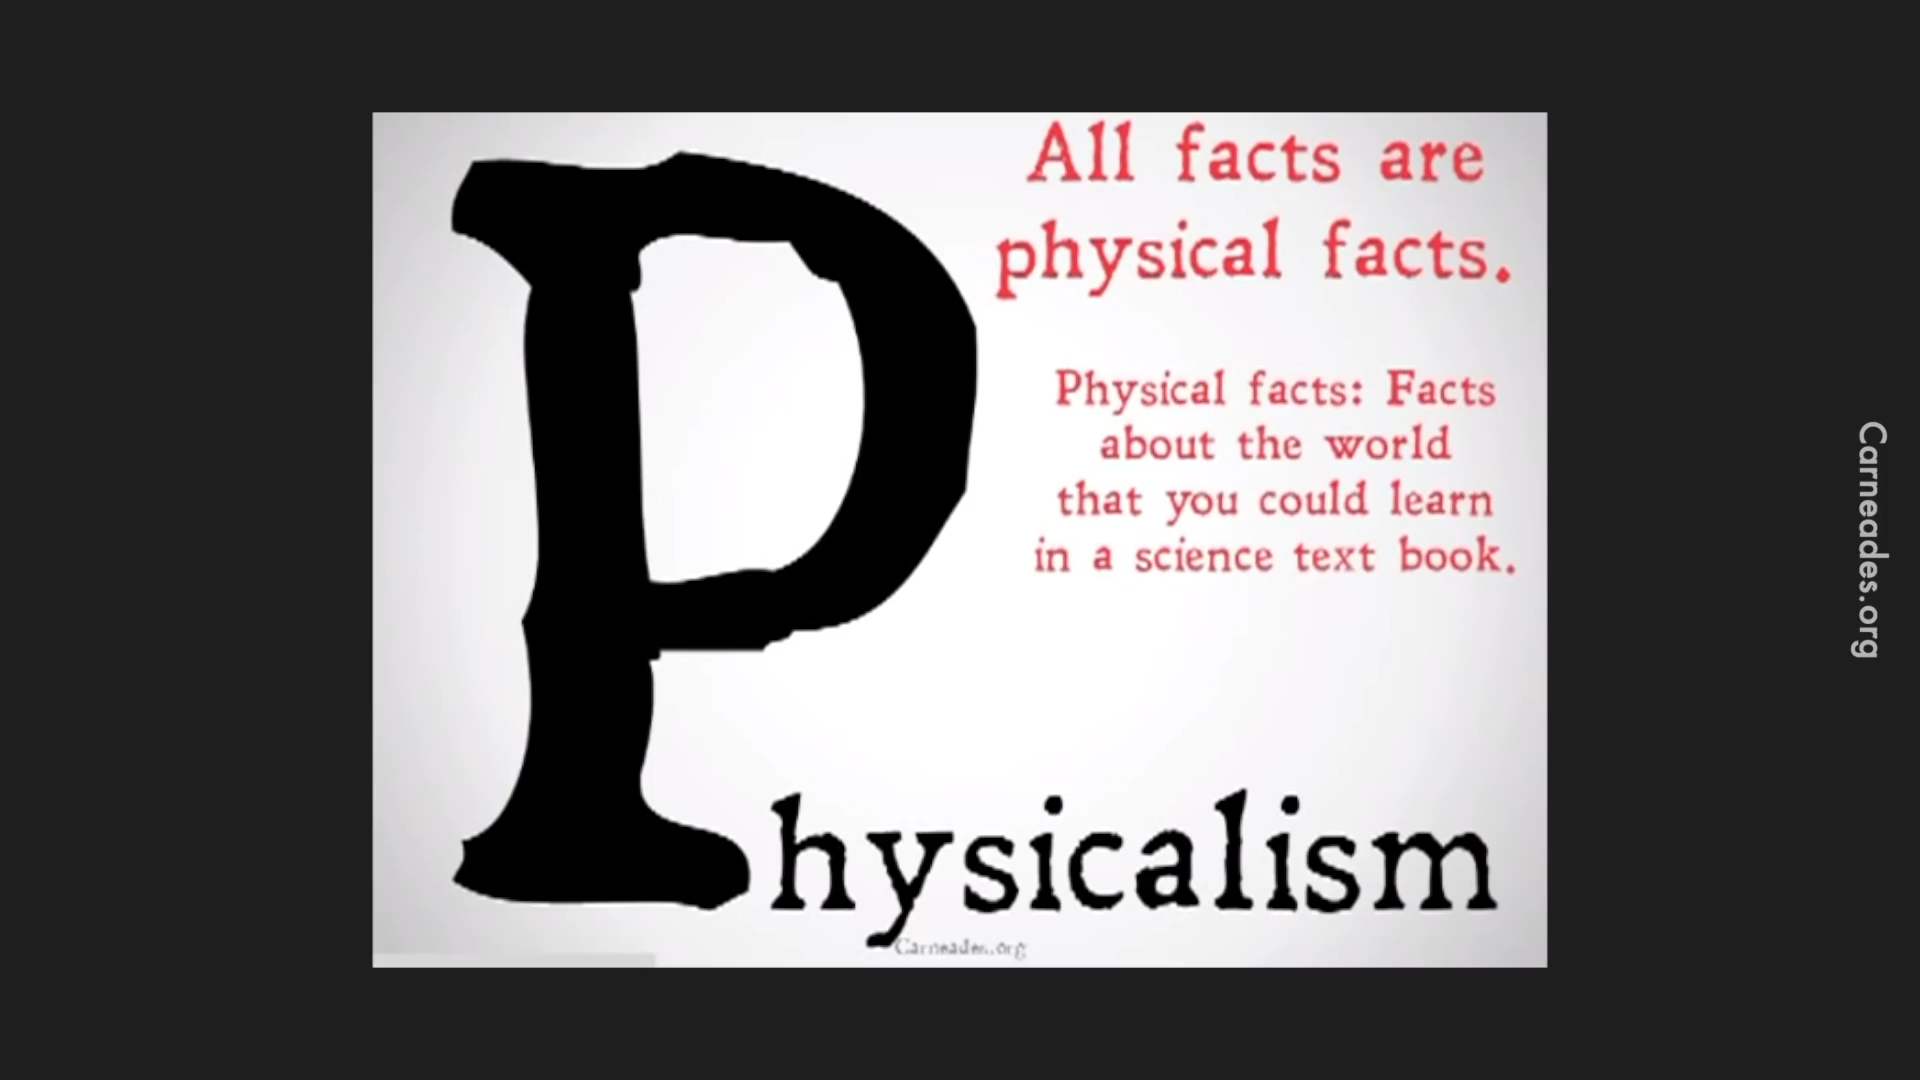 All facts are
physical facts.
Physical facts: Facts
about the world
that you could learn
in a science text book.
Physicalism
Carneades.org
Carneades.org